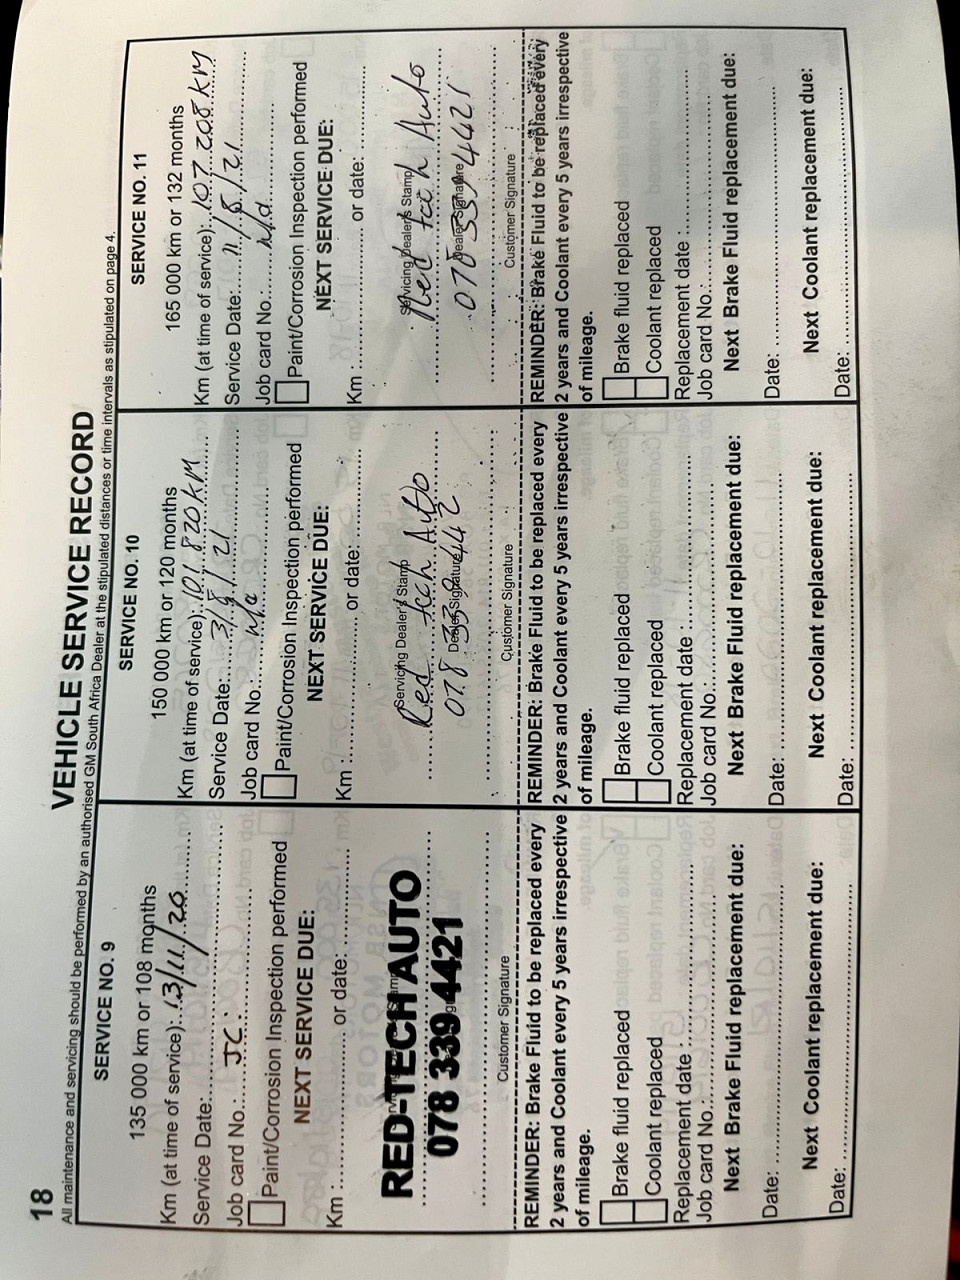 18
VEHICLE SERVICE RECORD
All maintenance and servicing should be performed by an authorised GM South Africa Dealer at the stipulated distances or time intervals as stipulated on page 4.
SERVICE NO. 9
135 000 km or 108 months
Km (at time of service): 13/11/20
Service Date:
Job card No.: JC:
Paint/Corrosion Inspection performed
NEXT SERVICE DUE:
Km : or date:
RED-TECH AUTO
078 339 4421
Customer Signature
REMINDER: Brake Fluid to be replaced every
2 years and Coolant every 5 years irrespective
of mileage.
Brake fluid replaced
Coolant replaced
Replacement date :
Job card No.:
Next Brake Fluid replacement due:
Date:
Next Coolant replacement due:
Date:
SERVICE NO. 10
150 000 km or 120 months
Km (at time of service): 101 820 KM
Service Date: 3/8/21
Job card No.: n/a
Paint/Corrosion Inspection performed
NEXT SERVICE DUE:
Km : or date:
Servicing Dealer's Stamp
Red tech Auto
Dealer Signature
078 339 442
Customer Signature
REMINDER: Brake Fluid to be replaced every
2 years and Coolant every 5 years irrespective
of mileage.
Brake fluid replaced
Coolant replaced
Replacement date :
Job card No.:
Next Brake Fluid replacement due:
Date:
Next Coolant replacement due:
Date:
SERVICE NO. 11
165 000 km or 132 months
Km (at time of service): 107 208 KM
Service Date: 11/8/21
Job card No.:
Paint/Corrosion Inspection performed
NEXT SERVICE DUE:
Km : or date:
Servicing Dealer's Stamp
Red tech Auto
Dealer Signature
078 339 4421
Customer Signature
REMINDER: Brake Fluid to be replaced every
2 years and Coolant every 5 years irrespective
of mileage.
Brake fluid replaced
Coolant replaced
Replacement date :
Job card No.:
Next Brake Fluid replacement due:
Date:
Next Coolant replacement due:
Date: